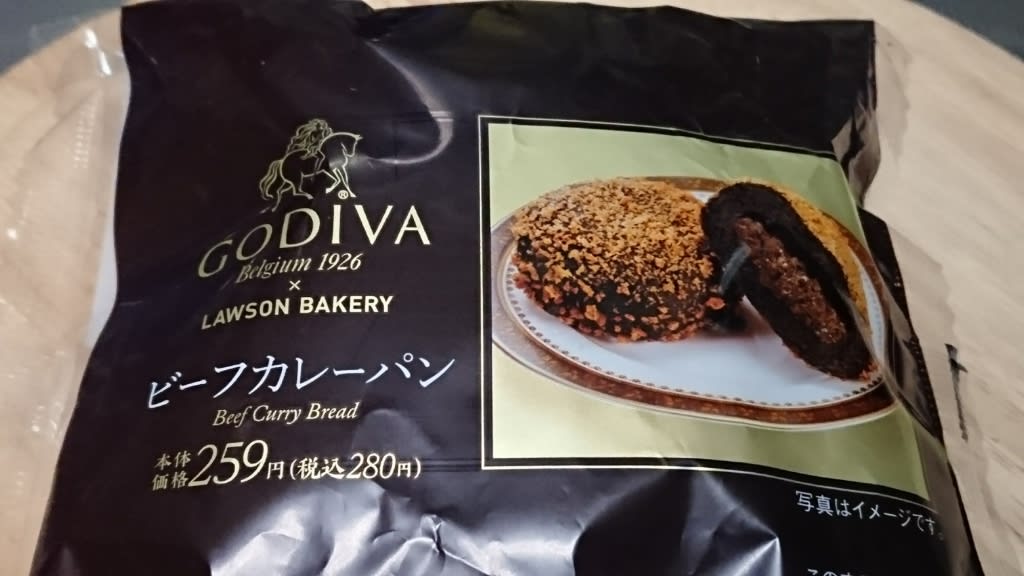 GODIVA
®
Belgium 1926
×
LAWSON BAKERY
ビーフカレーパン
Beef Curry Bread
本体価格259円(税込280円)
写真はイメージです。